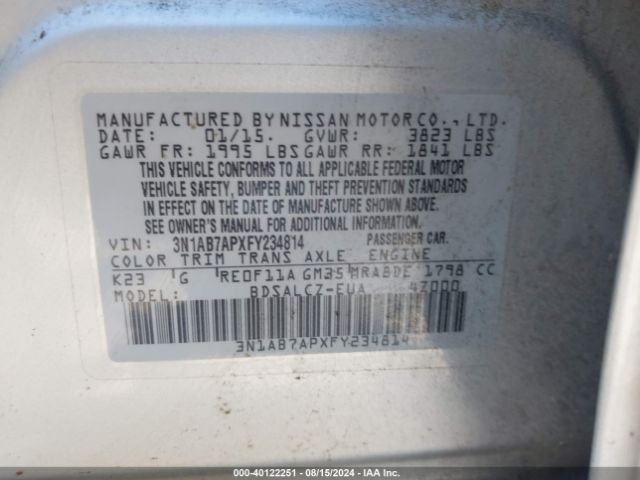 MANUFACTURED BY NISSAN MOTOR CO., LTD.
DATE: 01/15. GVWR: 3823 LBS
GAWR FR: 1995 LBS GAWR RR: 1841 LBS
THIS VEHICLE CONFORMS TO ALL APPLICABLE FEDERAL MOTOR
VEHICLE SAFETY, BUMPER AND THEFT PREVENTION STANDARDS
IN EFFECT ON THE DATE OF MANUFACTURE SHOWN ABOVE.
SEE OWNER'S MANUAL FOR ADDITIONAL INFORMATION.
VIN: 3N1AB7APXFY234814 PASSENGER CAR.
COLOR TRIM TRANS AXLE ENGINE
K23 G RE0F11A GM35 MRA8DE 1798 CC
MODEL: BDSALCZ-EUA 4Z000
3N1AB7APXFY234814
000-40122251 - 08/15/2024 - IAA Inc.